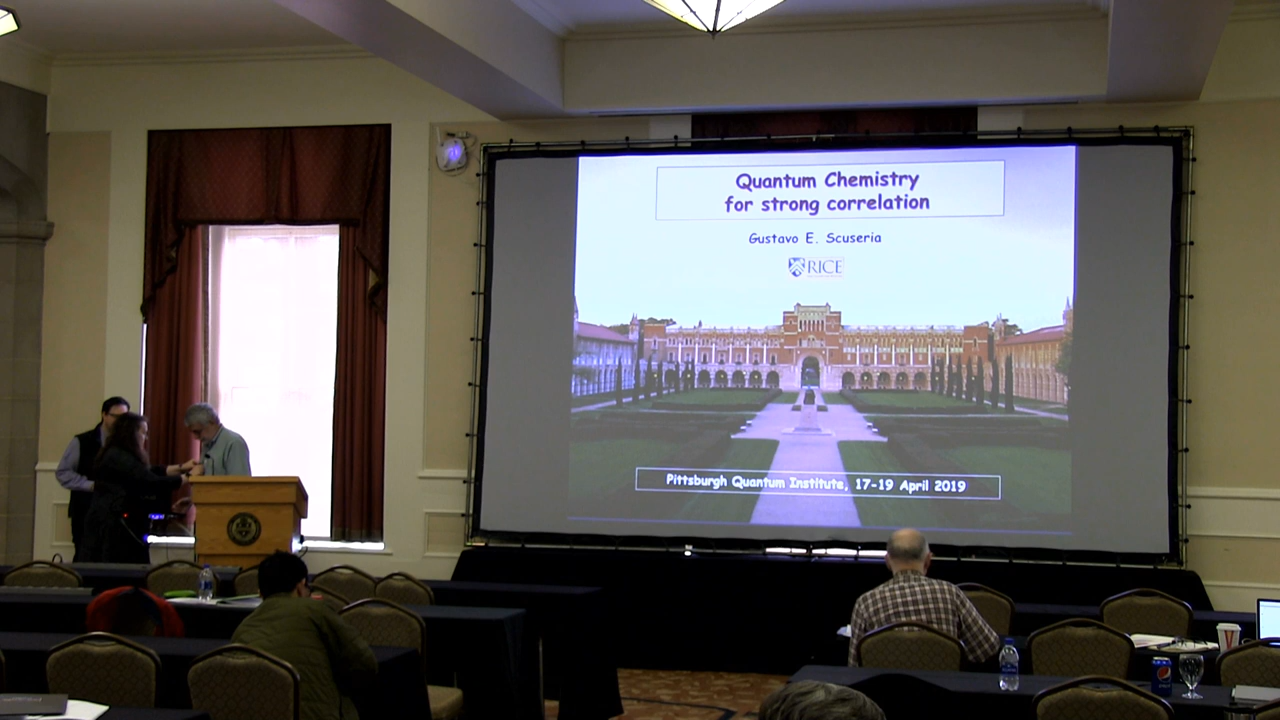 Quantum Chemistry
for strong correlation
Gustavo E. Scuseria
RICE
Pittsburgh Quantum Institute, 17-19 April 2019